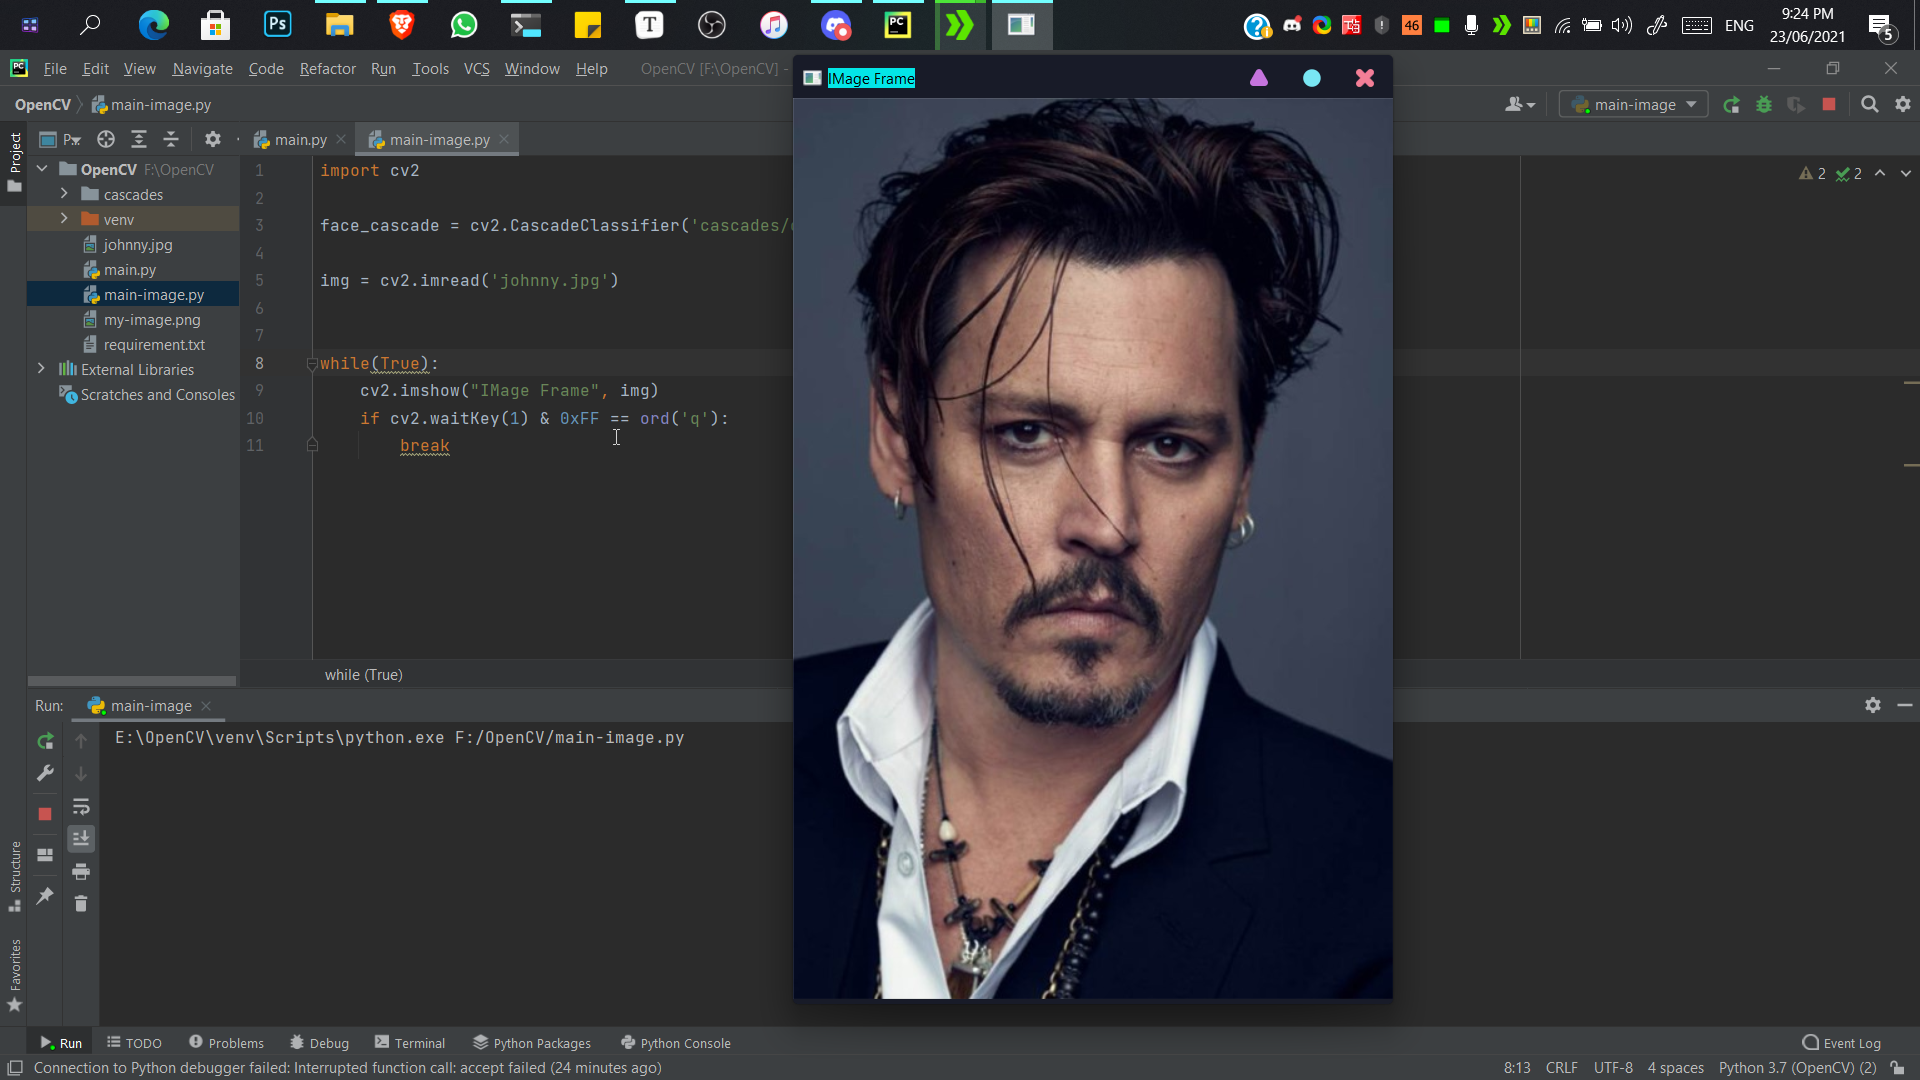 Ps
T
PC
46
ENG
9:24 PM
23/06/2021
5
PC
File Edit View Navigate Code Refactor Run Tools VCS Window Help OpenCV [F:\OpenCV] -
IMage Frame
OpenCV main-image.py
main-image
Project
P
main.py
main-image.py
2 2
OpenCV F:\OpenCV
cascades
venv
johnny.jpg
main.py
main-image.py
my-image.png
requirement.txt
External Libraries
Scratches and Consoles
1 import cv2
2
3 face_cascade = cv2.CascadeClassifier('cascades/
4
5 img = cv2.imread('johnny.jpg')
6
7
8 while(True):
9 cv2.imshow("IMage Frame", img)
10 if cv2.waitKey(1) & 0xFF == ord('q'):
11 break
while (True)
Run: main-image
E:\OpenCV\venv\Scripts\python.exe F:/OpenCV/main-image.py
Structure
Favorites
Run TODO Problems Debug Terminal Python Packages Python Console Event Log
Connection to Python debugger failed: Interrupted function call: accept failed (24 minutes ago)
8:13 CRLF UTF-8 4 spaces Python 3.7 (OpenCV) (2)